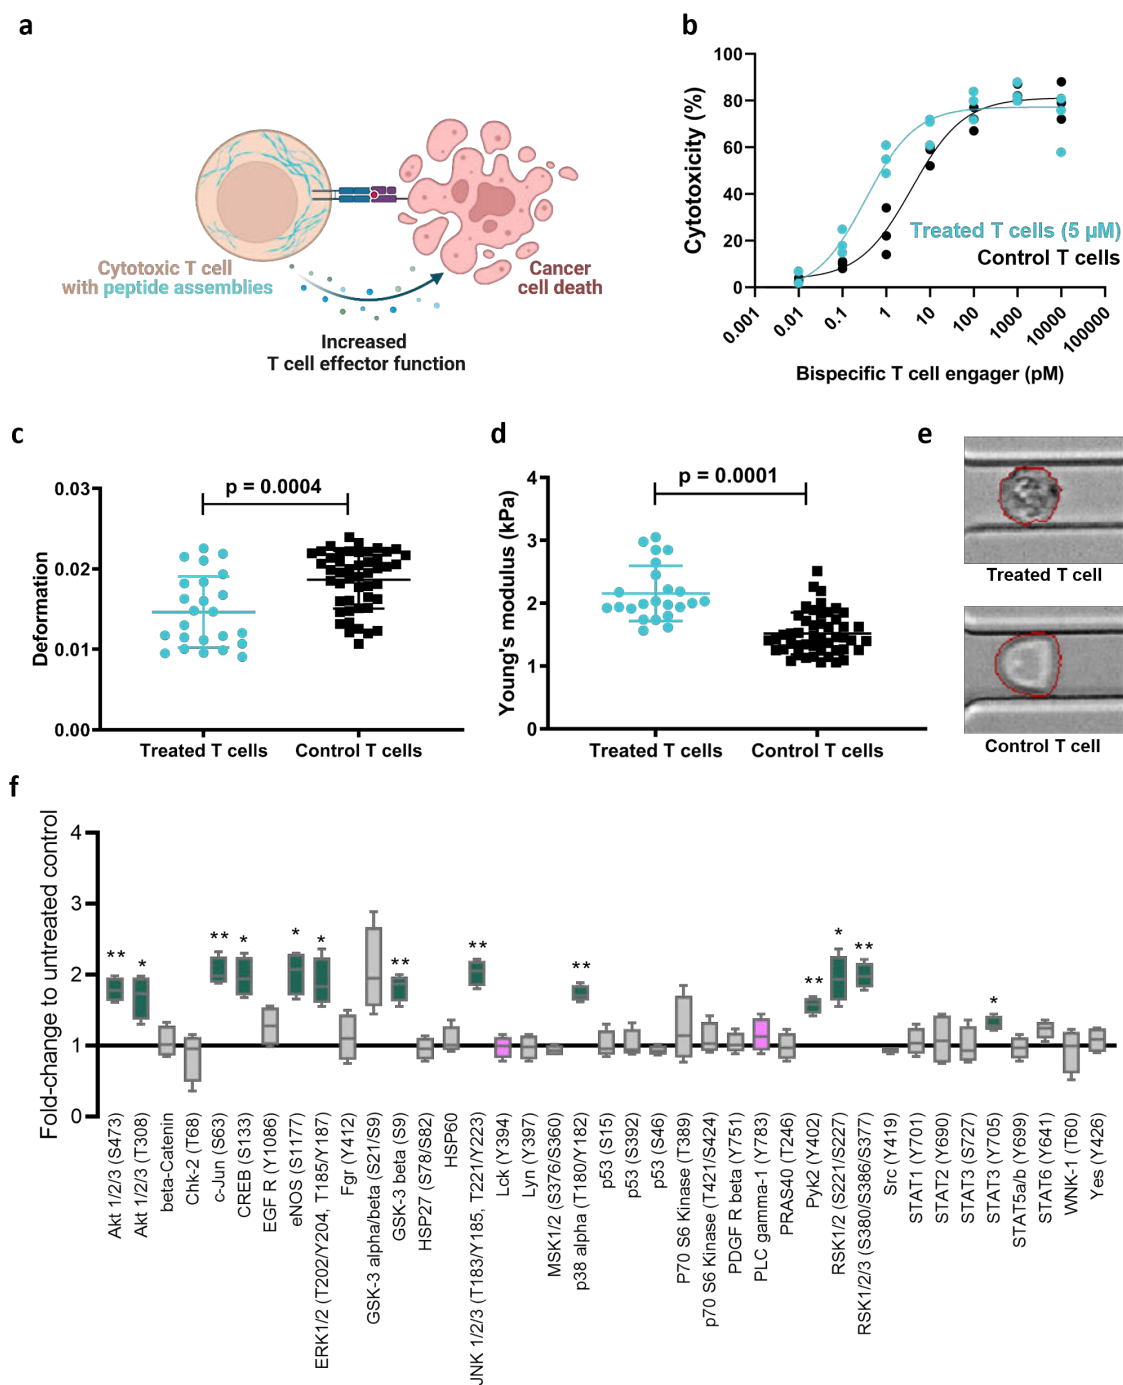 a
Cytotoxic T cell
with peptide assemblies
Cancer
cell death
Increased
T cell effector function
b
Cytotoxicity (%)
100
80
60
40
20
0
0.001
0.01
0.1
1
10
100
1000
10000
100000
Treated T cells (5 µM)
Control T cells
Bispecific T cell engager (pM)
c
Deformation
0.03
0.02
0.01
0.00
p = 0.0004
Treated T cells
Control T cells
d
Young's modulus (kPa)
4
3
2
1
0
p = 0.0001
Treated T cells
Control T cells
e
Treated T cell
Control T cell
f
Fold-change to untreated control
4
3
2
1
0
**
*
**
*
*
*
**
**
**
**
*
**
*
Akt 1/2/3 (S473)
Akt 1/2/3 (T308)
beta-Catenin
Chk-2 (T68)
c-Jun (S63)
CREB (S133)
EGF R (Y1086)
eNOS (S1177)
ERK1/2 (T202/Y204, T185/Y187)
Fgr (Y412)
GSK-3 alpha/beta (S21/S9)
GSK-3 beta (S9)
HSP27 (S78/S82)
HSP60
JNK 1/2/3 (T183/Y185, T221/Y223)
Lck (Y394)
Lyn (Y397)
MSK1/2 (S376/S360)
p38 alpha (T180/Y182)
p53 (S15)
p53 (S392)
p53 (S46)
P70 S6 Kinase (T389)
p70 S6 Kinase (T421/S424)
PDGF R beta (Y751)
PLC gamma-1 (Y783)
PRAS40 (T246)
Pyk2 (Y402)
RSK1/2 (S221/S227)
RSK1/2/3 (S380/S386/S377)
Src (Y419)
STAT1 (Y701)
STAT2 (Y690)
STAT3 (S727)
STAT3 (Y705)
STAT5a/b (Y699)
STAT6 (Y641)
WNK-1 (T60)
Yes (Y426)